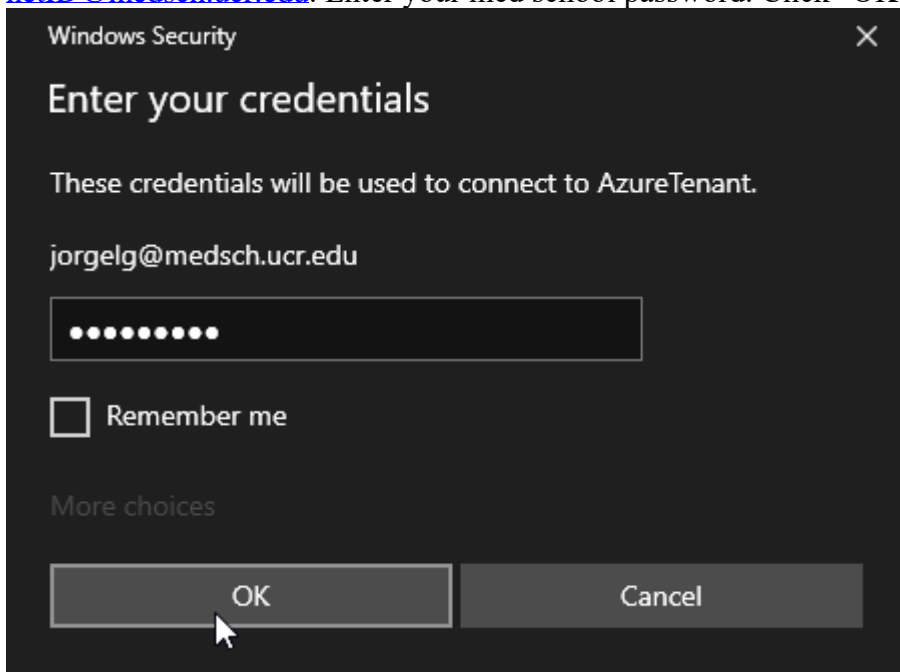 Enter your med school password. Click "OK
Windows Security
Enter your credentials
These credentials will be used to connect to AzureTenant.
jorgelg@medsch.ucr.edu
Remember me
More choices
OK
Cancel